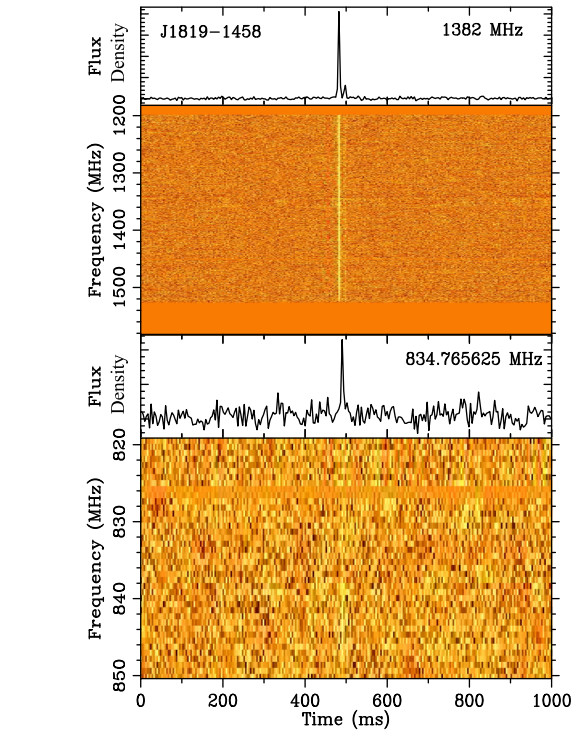 J1819-1458
1382 MHz
Flux
Density
1200
1300
1400
1500
Frequency (MHz)
834.765625 MHz
Flux
Density
820
830
840
850
Frequency (MHz)
0 200 400 600 800 1000
Time (ms)